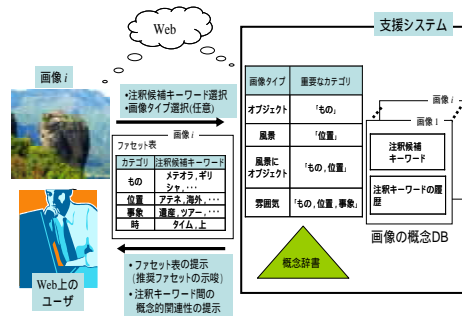 Web
支援システム
画像 i
•注釈候補キーワード選択
•画像タイプ選択(任意)
画像 i
ファセット表
カテゴリ 注釈候補キーワード
もの メテオラ,ギリシャ,･･･
位置 アテネ,海外,･･･
事象 遺産,ツアー,･･･
時 タイム,上
Web上の
ユーザ
• ファセット表の提示
(推奨ファセットの示唆)
• 注釈キーワード間の
概念的関連性の提示
画像タイプ 重要なカテゴリ
オブジェクト 「もの」
風景 「位置」
風景に
オブジェクト 「もの,位置」
雰囲気 「もの,位置,事象」
概念辞書
画像 i
画像 1
注釈候補
キーワード
注釈キーワードの履
歴
画像の概念DB